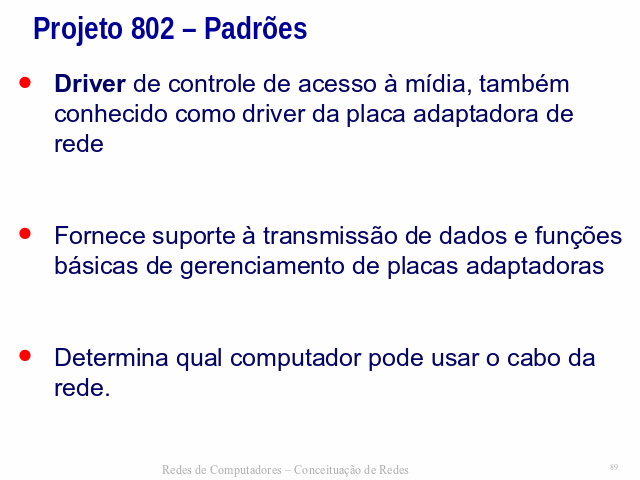 Projeto 802 – Padrões
Driver de controle de acesso à mídia, também
conhecido como driver da placa adaptadora de
rede
Fornece suporte à transmissão de dados e funções
básicas de gerenciamento de placas adaptadoras
Determina qual computador pode usar o cabo da
rede.
Redes de Computadores – Conceituação de Redes
89